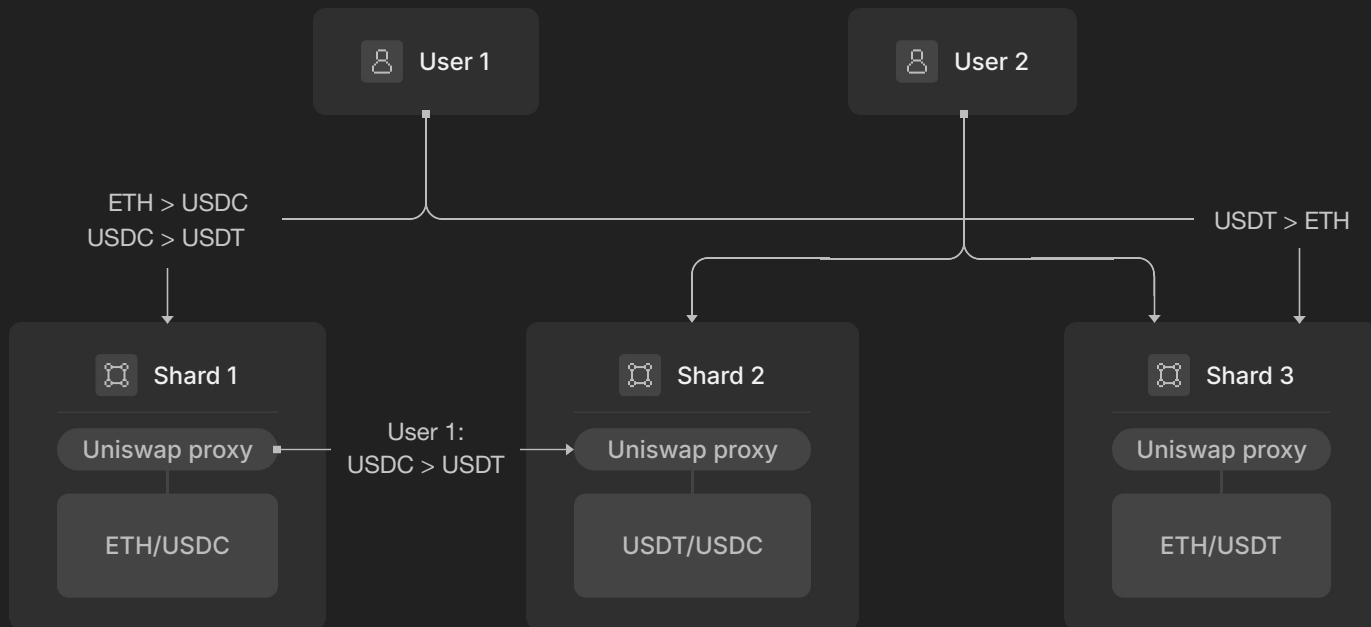 User 1
User 2
ETH > USDC
USDC > USDT
USDT > ETH
Shard 1
Shard 2
Shard 3
Uniswap proxy
User 1:
USDC > USDT
Uniswap proxy
Uniswap proxy
ETH/USDC
USDT/USDC
ETH/USDT